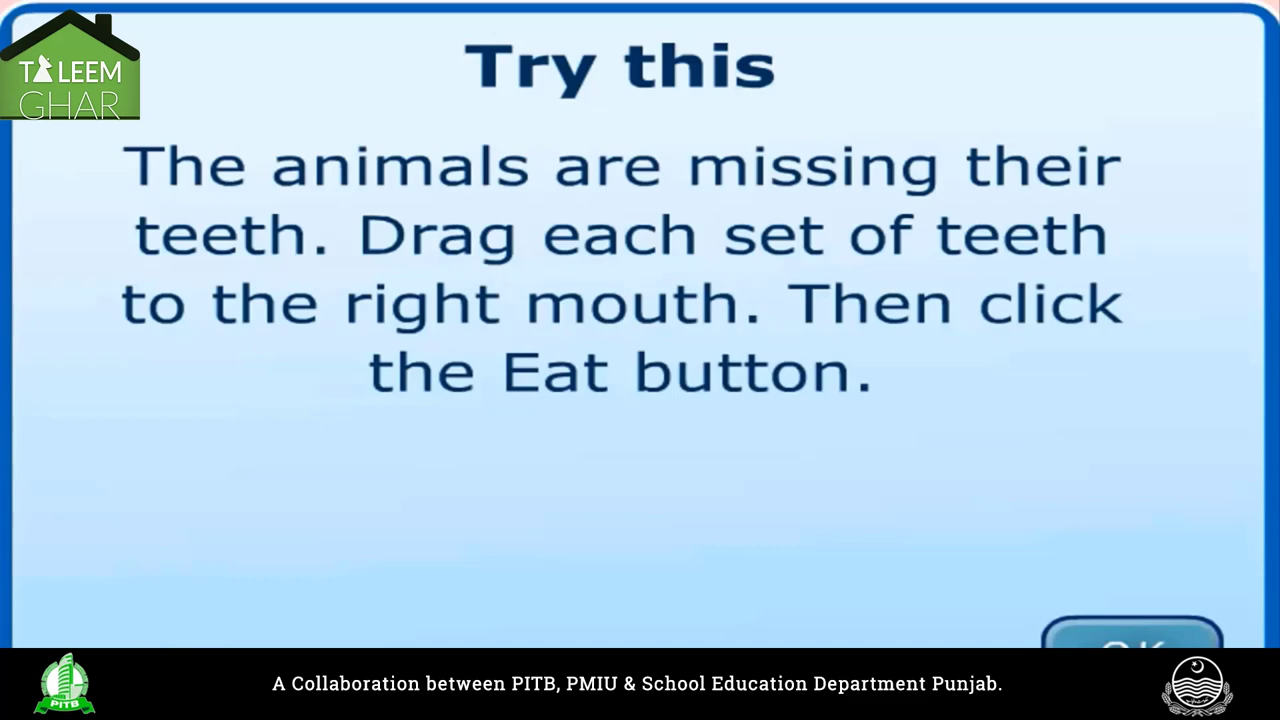 TALEEM
GHAR
Try this
The animals are missing their
teeth. Drag each set of teeth
to the right mouth. Then click
the Eat button.
OK
PITB
A Collaboration between PITB, PMIU & School Education Department Punjab.